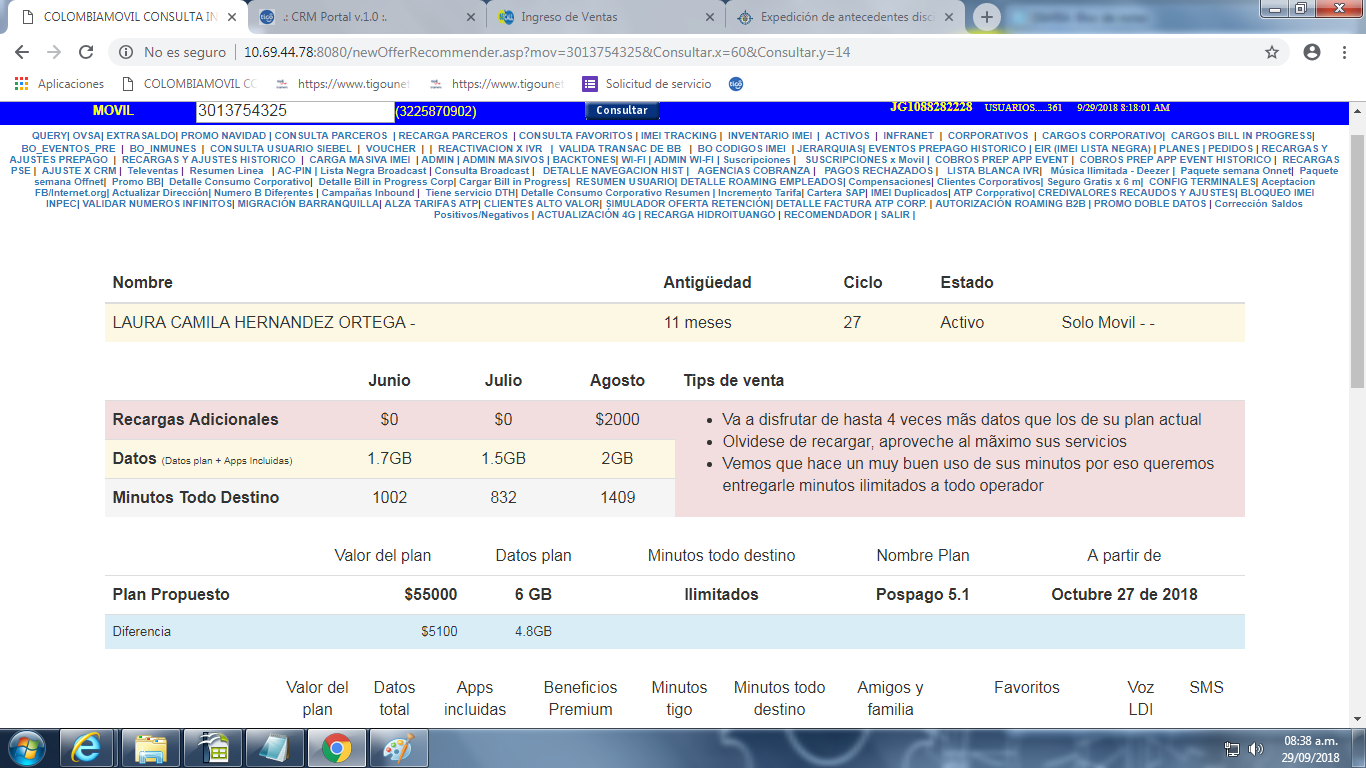 COLOMBIAMOVIL CONSULTA IN
.: CRM Portal v.1.0 :.
Ingreso de Ventas
Expedición de antecedentes disci
No es seguro
10.69.44.78:8080/newOfferRecommender.asp?mov=3013754325&Consultar.x=60&Consultar.y=14
Aplicaciones
COLOMBIAMOVIL CO
https://www.tigounet
https://www.tigounet
Solicitud de servicio
MOVIL 3013754325 (3225870902) Consultar JG1088282228 USUARIOS.....361 9/29/2018 8:18:01 AM
QUERY| OVSA| EXTRASALDO| PROMO NAVIDAD | CONSULTA PARCEROS | RECARGA PARCEROS | CONSULTA FAVORITOS | IMEI TRACKING | INVENTARIO IMEI | ACTIVOS | INFRANET | CORPORATIVOS | CARGOS CORPORATIVO| CARGOS BILL IN PROGRESS|
BO_EVENTOS_PRE | BO_INMUNES | CONSULTA USUARIO SIEBEL | VOUCHER | | REACTIVACION X IVR | VALIDA TRANSAC DE BB | BO CODIGOS IMEI | JERARQUIAS| EVENTOS PREPAGO HISTORICO | EIR (IMEI LISTA NEGRA) | PLANES | PEDIDOS | RECARGAS Y
AJUSTES PREPAGO | RECARGAS Y AJUSTES HISTORICO | CARGA MASIVA IMEI | ADMIN | ADMIN MASIVOS | BACKTONES| WI-FI | ADMIN WI-FI | Suscripciones | SUSCRIPCIONES x Movil | COBROS PREP APP EVENT | COBROS PREP APP EVENT HISTORICO | RECARGAS
PSE | AJUSTE X CRM | Televentas | Resumen Linea | AC-PIN | Lista Negra Broadcast | Consulta Broadcast | DETALLE NAVEGACION HIST | AGENCIAS COBRANZA | PAGOS RECHAZADOS | LISTA BLANCA IVR| Música Ilimitada - Deezer | Paquete semana Onnet| Paquete
semana Offnet| Promo BB| Detalle Consumo Corporativo| Detalle Bill in Progress Corp| Cargar Bill in Progress| RESUMEN USUARIO| DETALLE ROAMING EMPLEADOS| Compensaciones| Clientes Corporativos| Seguro Gratis x 6 m| CONFIG TERMINALES| Aceptacion
FB/Internet.org| Actualizar Dirección| Numero B Diferentes | Campañas Inbound | Tiene servicio DTH| Detalle Consumo Corporativo Resumen | Incremento Tarifa| Cartera SAP| IMEI Duplicados| ATP Corporativo| CREDIVALORES RECAUDOS Y AJUSTES| BLOQUEO IMEI
INPEC| VALIDAR NUMEROS INFINITOS| MIGRACIÓN BARRANQUILLA| ALZA TARIFAS ATP| CLIENTES ALTO VALOR| SIMULADOR OFERTA RETENCIÓN| DETALLE FACTURA ATP CORP. | AUTORIZACIÓN ROAMING B2B | PROMO DOBLE DATOS | Corrección Saldos
Positivos/Negativos | ACTUALIZACIÓN 4G | RECARGA HIDROITUANGO | RECOMENDADOR | SALIR |
Nombre Antigüedad Ciclo Estado
LAURA CAMILA HERNANDEZ ORTEGA - 11 meses 27 Activo Solo Movil - -
Junio Julio Agosto Tips de venta
Recargas Adicionales $0 $0 $2000
Datos (Datos plan + Apps Incluidas) 1.7GB 1.5GB 2GB
Minutos Todo Destino 1002 832 1409
Va a disfrutar de hasta 4 veces mãs datos que los de su plan actual
Olvidese de recargar, aproveche al mãximo sus servicios
Vemos que hace un muy buen uso de sus minutos por eso queremos
entregarle minutos ilimitados a todo operador
Valor del plan Datos plan Minutos todo destino Nombre Plan A partir de
Plan Propuesto $55000 6 GB Ilimitados Pospago 5.1 Octubre 27 de 2018
Diferencia $5100 4.8GB
Valor del Datos Apps Beneficios Minutos Minutos todo Amigos y Favoritos Voz SMS
plan total incluidas Premium tigo destino familia LDI
08:38 a.m.
29/09/2018